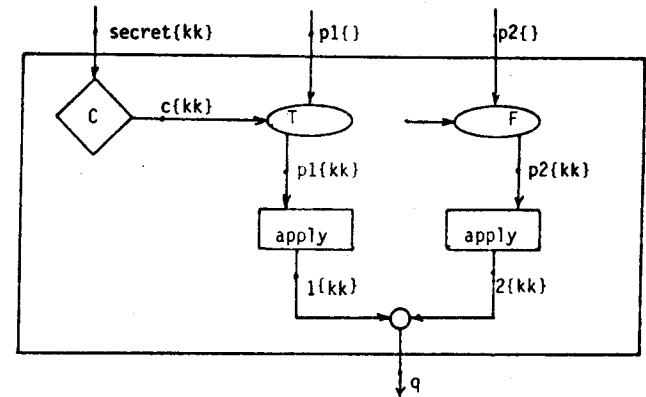 secret{kk}
p1{}
p2{}
C
c{kk}
T
F
p1{kk}
p2{kk}
apply
apply
1{kk}
2{kk}
q